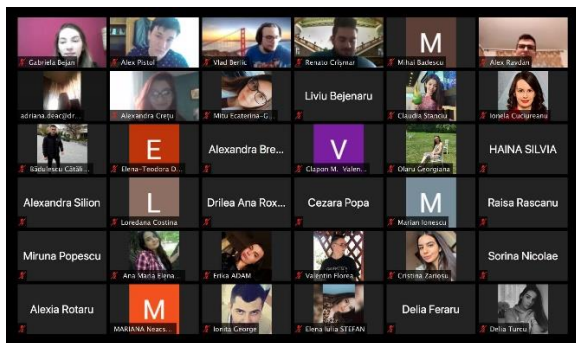 Gabriela Bejan
Alex Pistol
Vlad Berlic
Renato Crișmar
M
Mihai Badescu
Alex Ravdan
adriana.deac@dr...
Alexandra Crețu
Mitu Ecaterina-G...
Liviu Bejenaru
Claudia Stanciu
Ionela Cuciureanu
Bădulescu Cătăli...
E
Elena-Teodora D...
Alexandra Bre...
V
Clapon M. Valen...
Olaru Georgiana
HAINA SILVIA
Alexandra Silion
L
Loredana Costina
Drilea Ana Rox...
Cezara Popa
M
Marian Ionescu
Raisa Rascanu
Miruna Popescu
Ana Maria Elena...
Erika ADAM
Valentin Florea
Cristina Zanosu
Sorina Nicolae
Alexia Rotaru
M
MARIANA Neacs...
Ionita George
Elena Iulia STEFAN
Delia Feraru
Delia Turcu